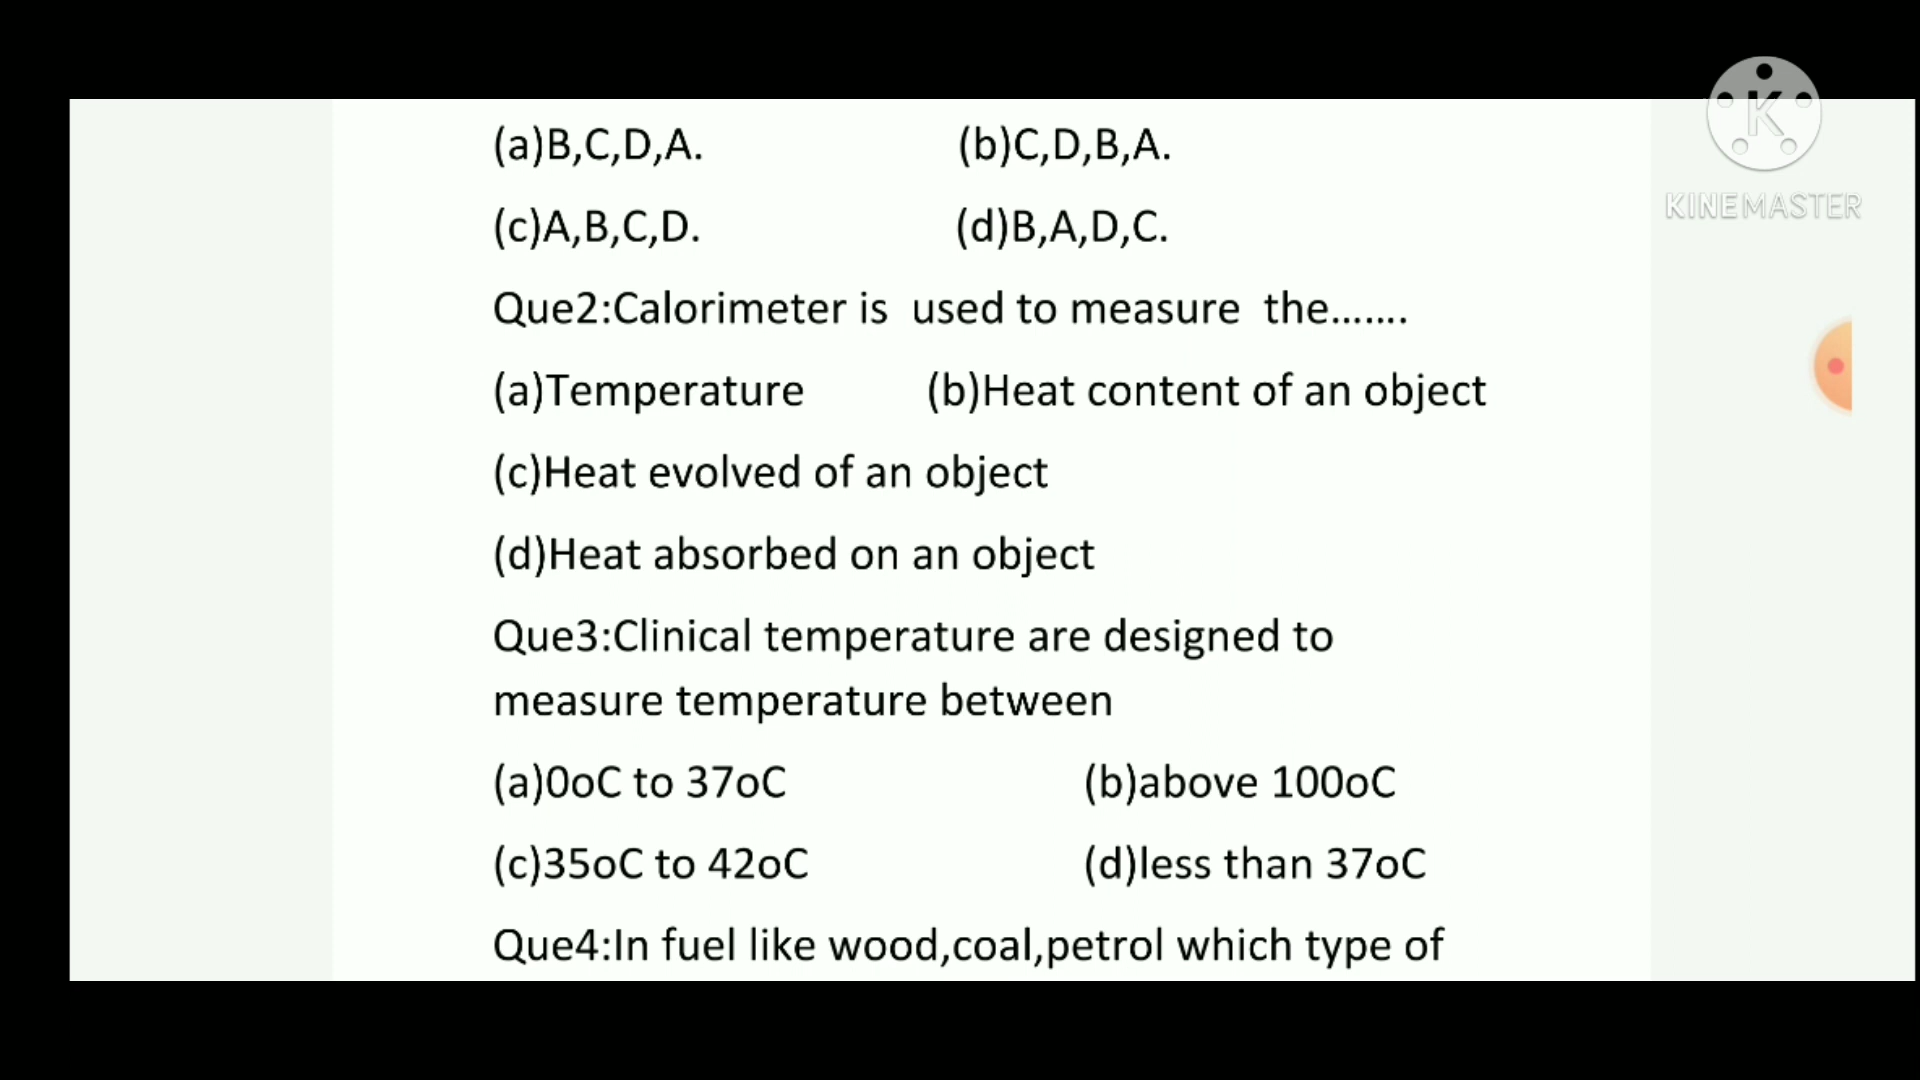 (a)B,C,D,A. (b)C,D,B,A.
(c)A,B,C,D. (d)B,A,D,C.
Que2:Calorimeter is used to measure the.......
(a)Temperature (b)Heat content of an object
(c)Heat evolved of an object
(d)Heat absorbed on an object
Que3:Clinical temperature are designed to
measure temperature between
(a)0oC to 37oC (b)above 100oC
(c)35oC to 42oC (d)less than 37oC
Que4:In fuel like wood,coal,petrol which type of
K
KINEMASTER